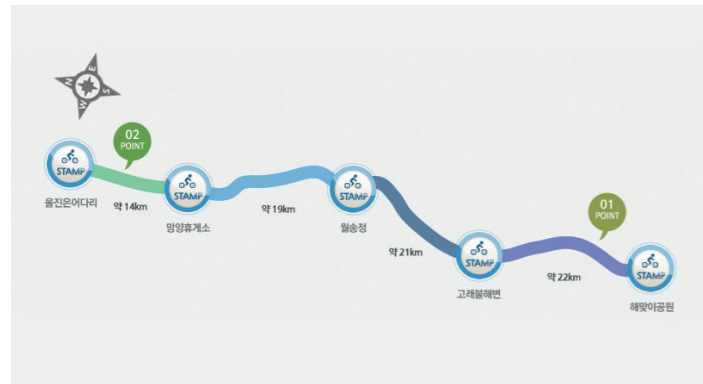 N
E
W
S
02
POINT
STAMP
울진은어다리
약 14km
STAMP
망양휴게소
약 19km
STAMP
월송정
약 21km
STAMP
고래불해변
01
POINT
약 22km
STAMP
해맞이공원